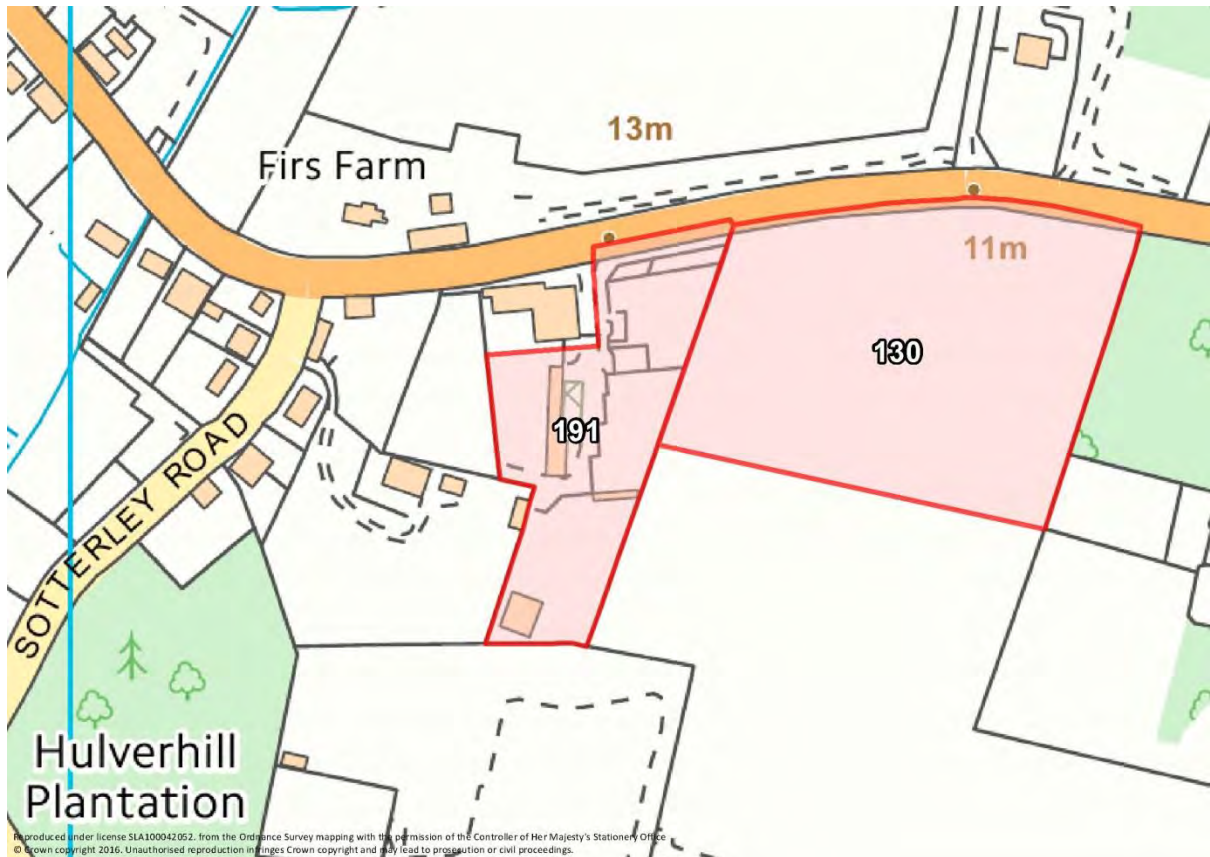 13m
Firs Farm
11m
130
191
SOTTERLEY ROAD
Hulverhill
Plantation
Reproduced under license SLA100042052. from the Ordnance Survey mapping with the permission of the Controller of Her Majesty's Stationery Office
© Crown copyright 2016. Unauthorised reproduction infringes Crown copyright and may lead to prosecution or civil proceedings.